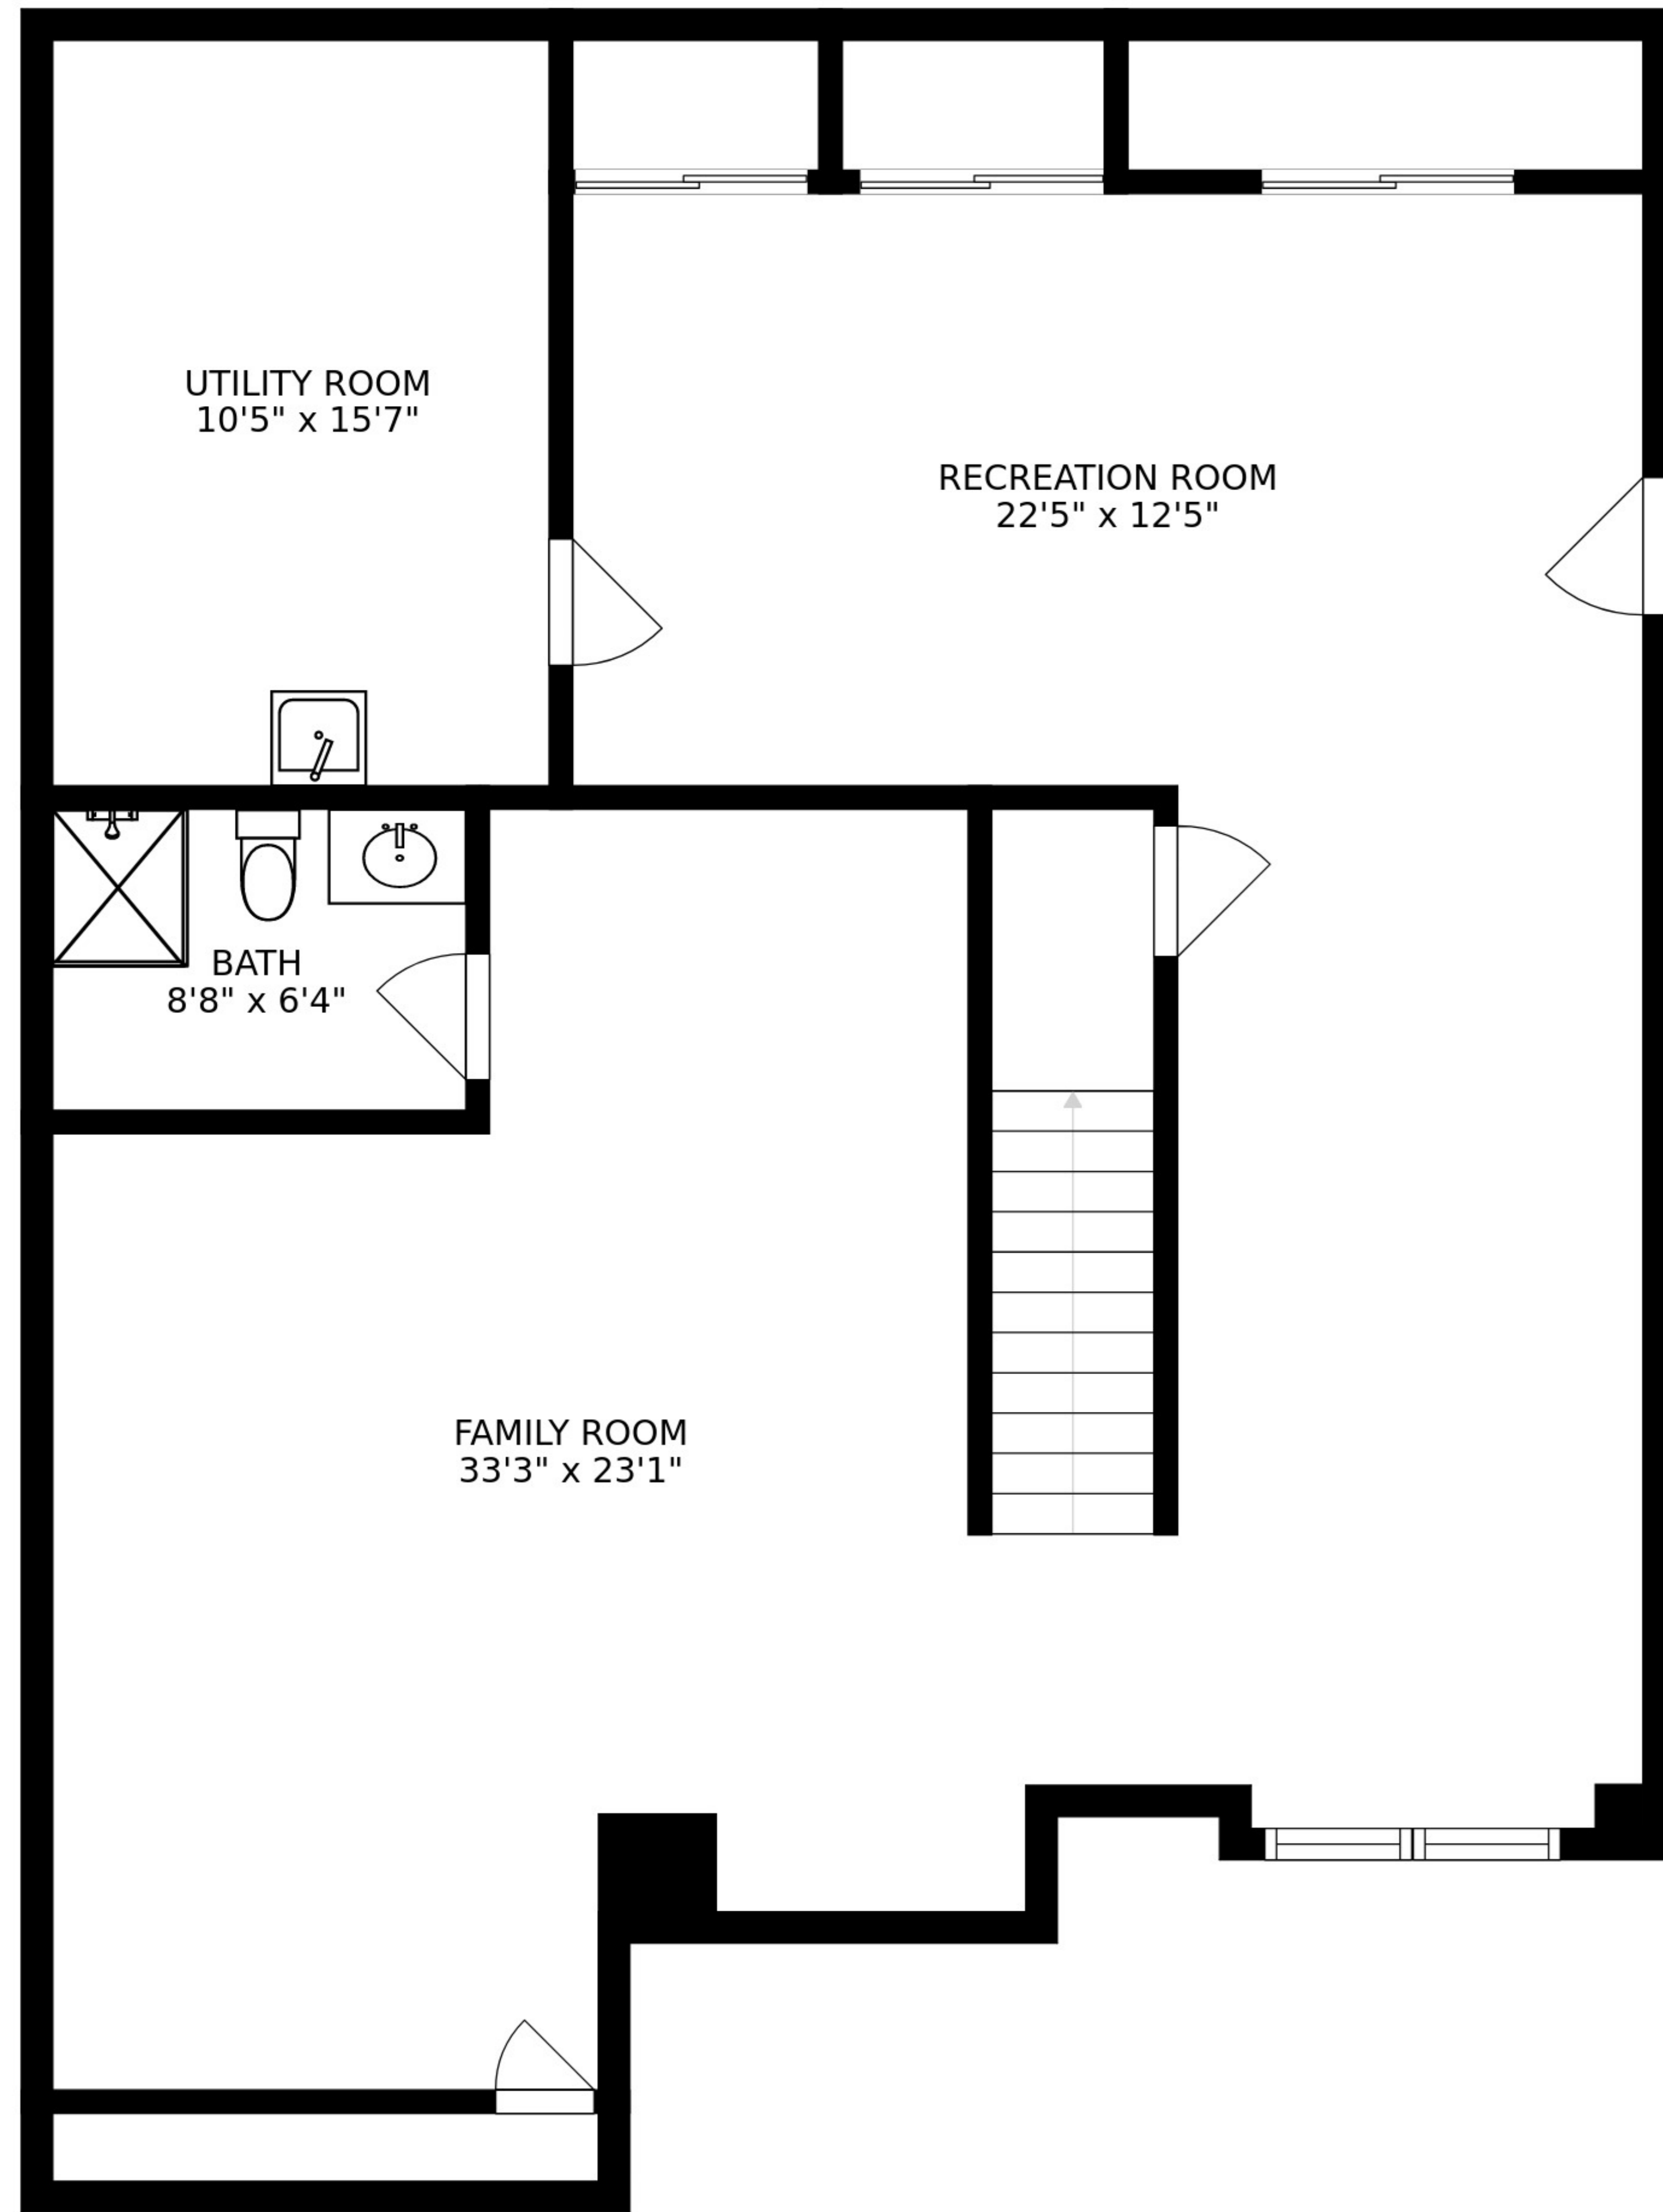 UTILITY ROOM
10'5" x 15'7"
RECREATION ROOM
22'5" x 12'5"
BATH
8'8" x 6'4"
FAMILY ROOM
33'3" x 23'1"